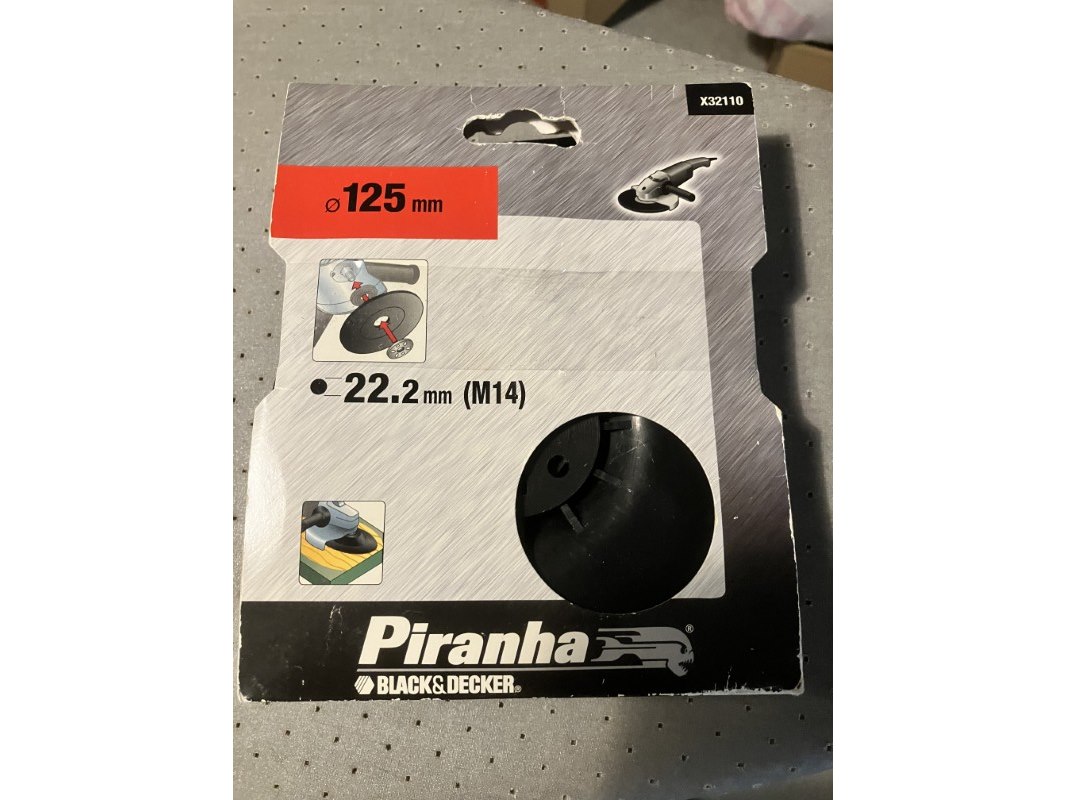 X32110
⌀125 mm
22.2 mm (M14)
Piranha®
BLACK&DECKER®